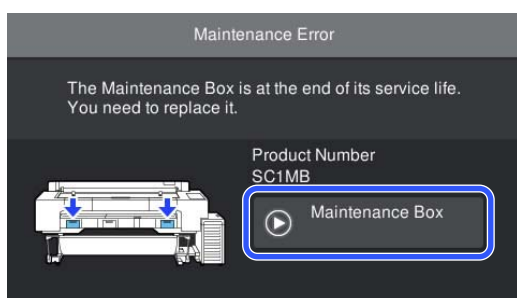 Maintenance Error
The Maintenance Box is at the end of its service life.
You need to replace it.
Product Number
SC1MB
Maintenance Box